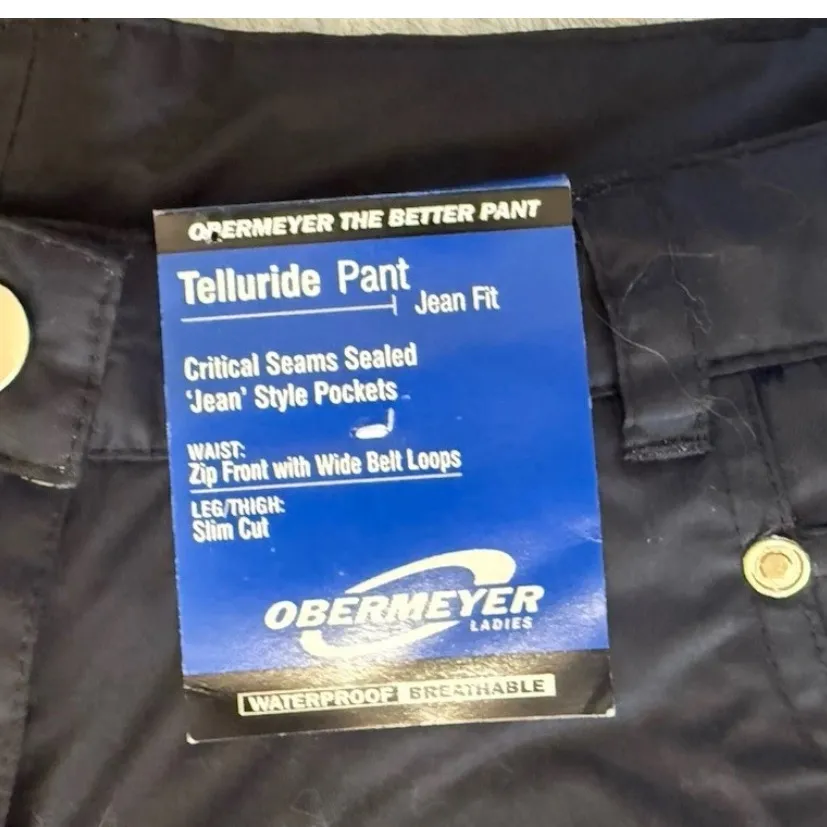 OBERMEYER THE BETTER PANT
Telluride Pant
Jean Fit
Critical Seams Sealed
'Jean' Style Pockets
WAIST:
Zip Front with Wide Belt Loops
LEG/THIGH:
Slim Cut
OBERMEYER
LADIES
WATERPROOF BREATHABLE